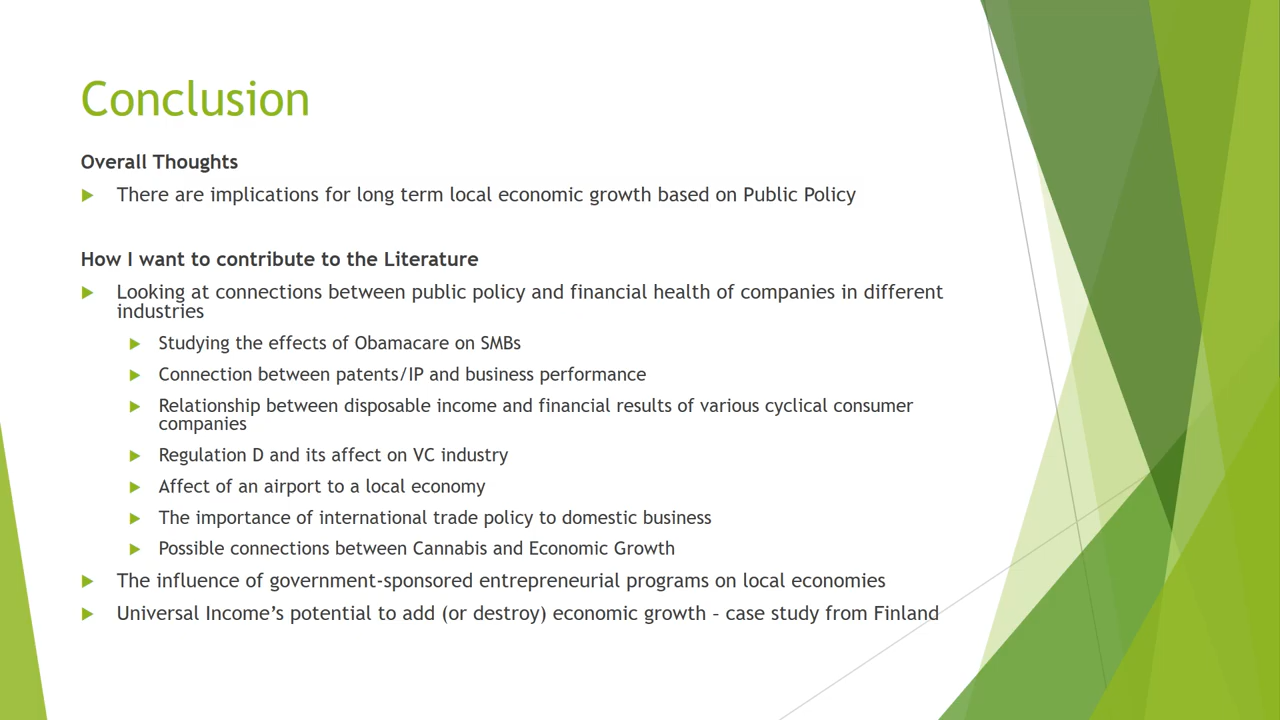 Conclusion
Overall Thoughts
There are implications for long term local economic growth based on Public Policy
How I want to contribute to the Literature
Looking at connections between public policy and financial health of companies in different
industries
Studying the effects of Obamacare on SMBs
Connection between patents/IP and business performance
Relationship between disposable income and financial results of various cyclical consumer
companies
Regulation D and its affect on VC industry
Affect of an airport to a local economy
The importance of international trade policy to domestic business
Possible connections between Cannabis and Economic Growth
The influence of government-sponsored entrepreneurial programs on local economies
Universal Income’s potential to add (or destroy) economic growth – case study from Finland